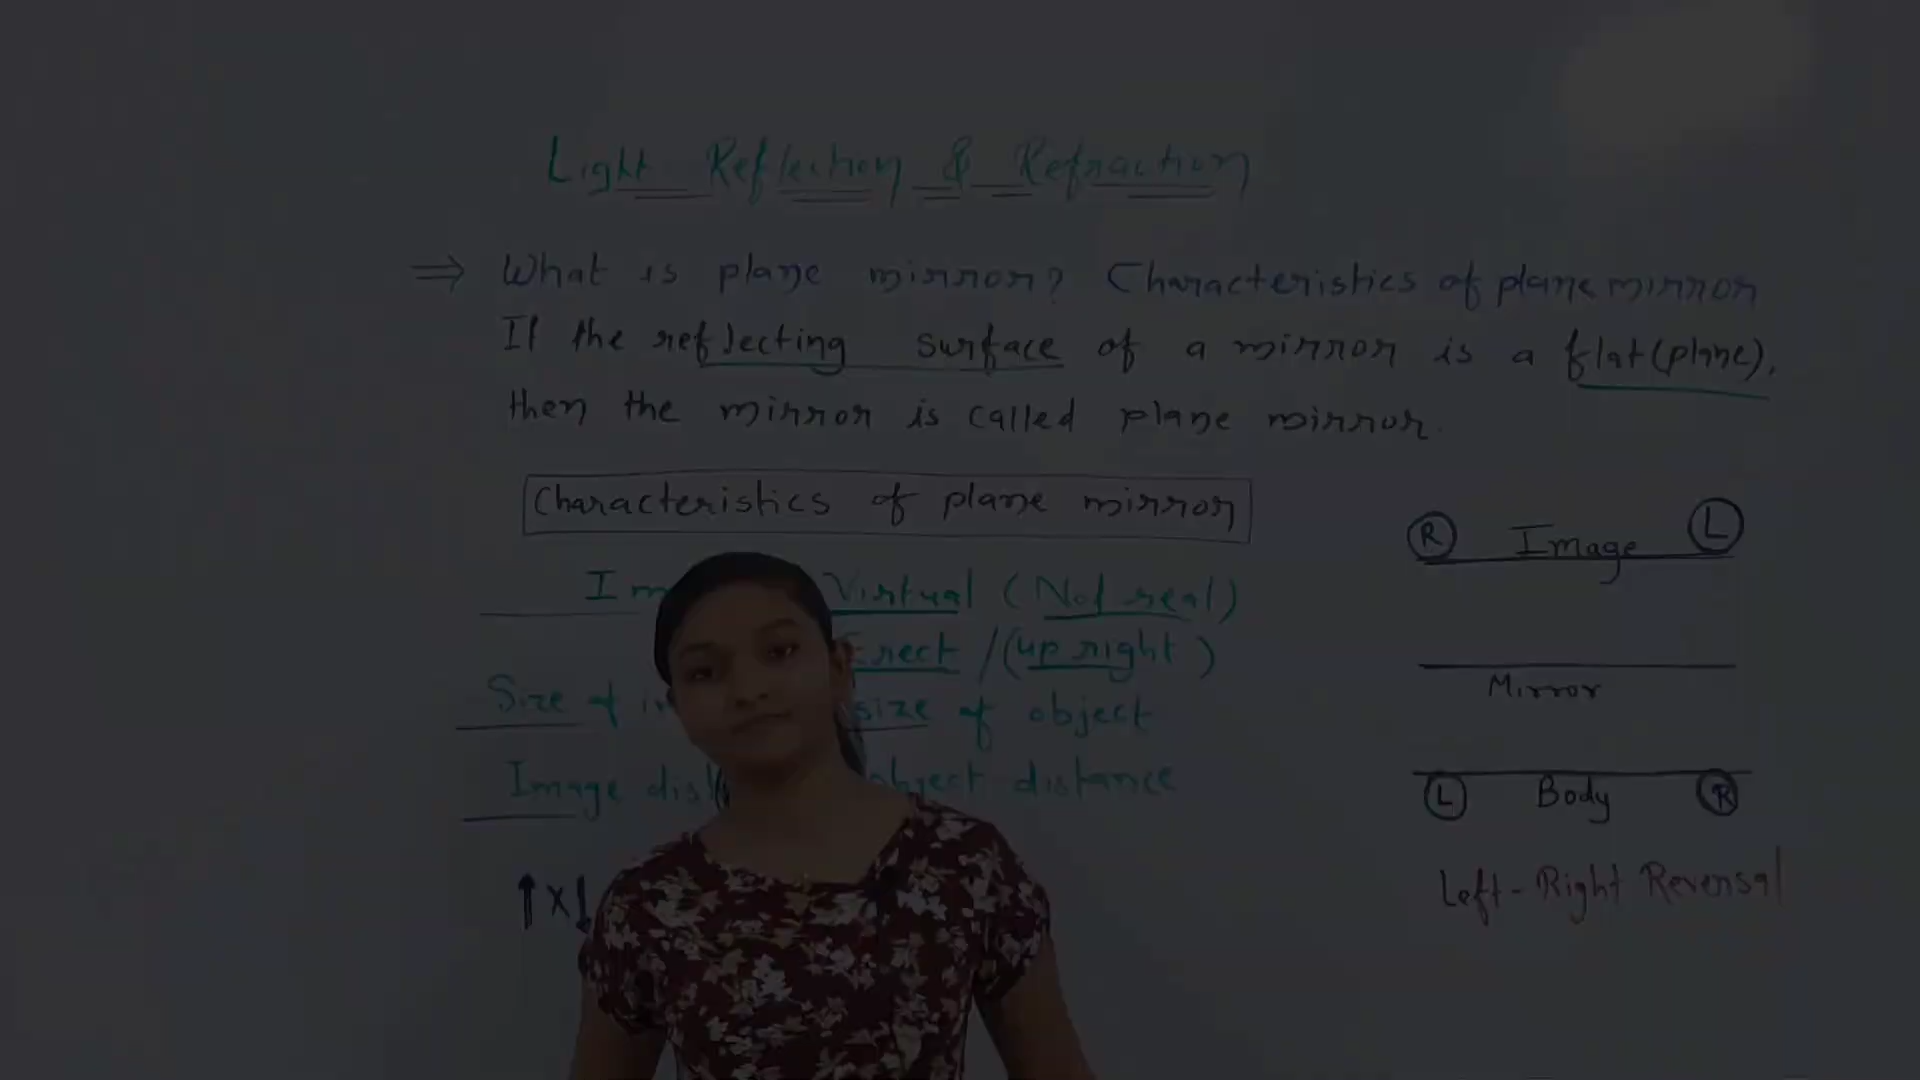 Light Reflection & Refraction
⇒ What is plane mirror? Characteristics of plane mirror
If the reflecting surface of a mirror is a flat (plane),
then the mirror is called plane mirror.
Characteristics of plane mirror
Virtual (Not real)
Erect / (up right)
Size of size of object
Image object distance
↑ x ↓
R Image L
Mirror
L Body R
Left - Right Reversal